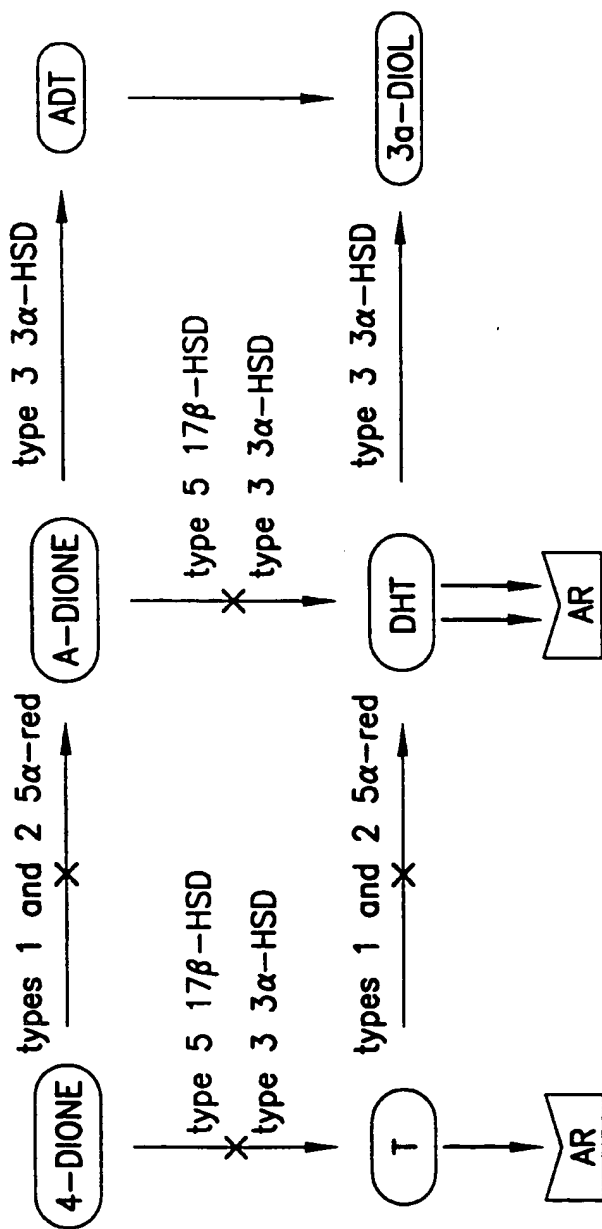 4-DIONE
types 1 and 2 5α-red
A-DIONE
type 3 3α-HSD
ADT
type 5 17β-HSD
type 3 3α-HSD
type 5 17β-HSD
type 3 3α-HSD
T
types 1 and 2 5α-red
DHT
type 3 3α-HSD
3a-DIOL
AR
AR